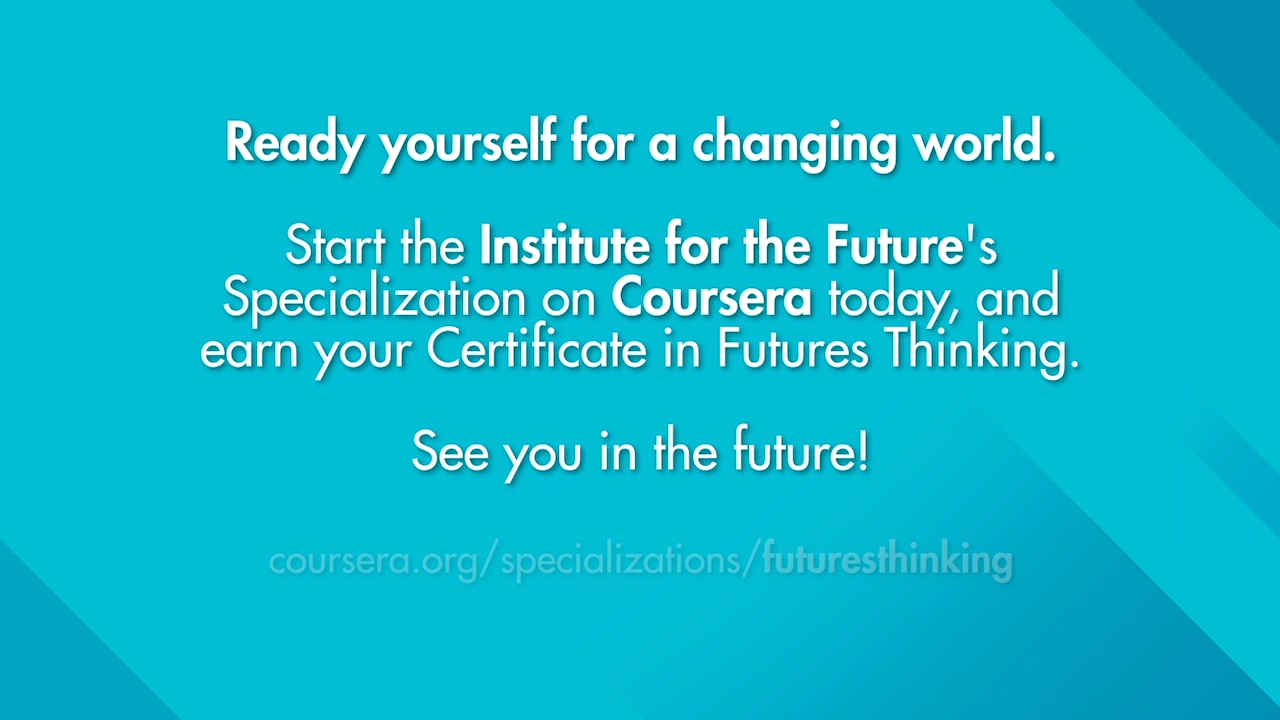 Ready yourself for a changing world.
Start the Institute for the Future's
Specialization on Coursera today, and
earn your Certificate in Futures Thinking.
See you in the future!
coursera.org/specializations/futuresthinking